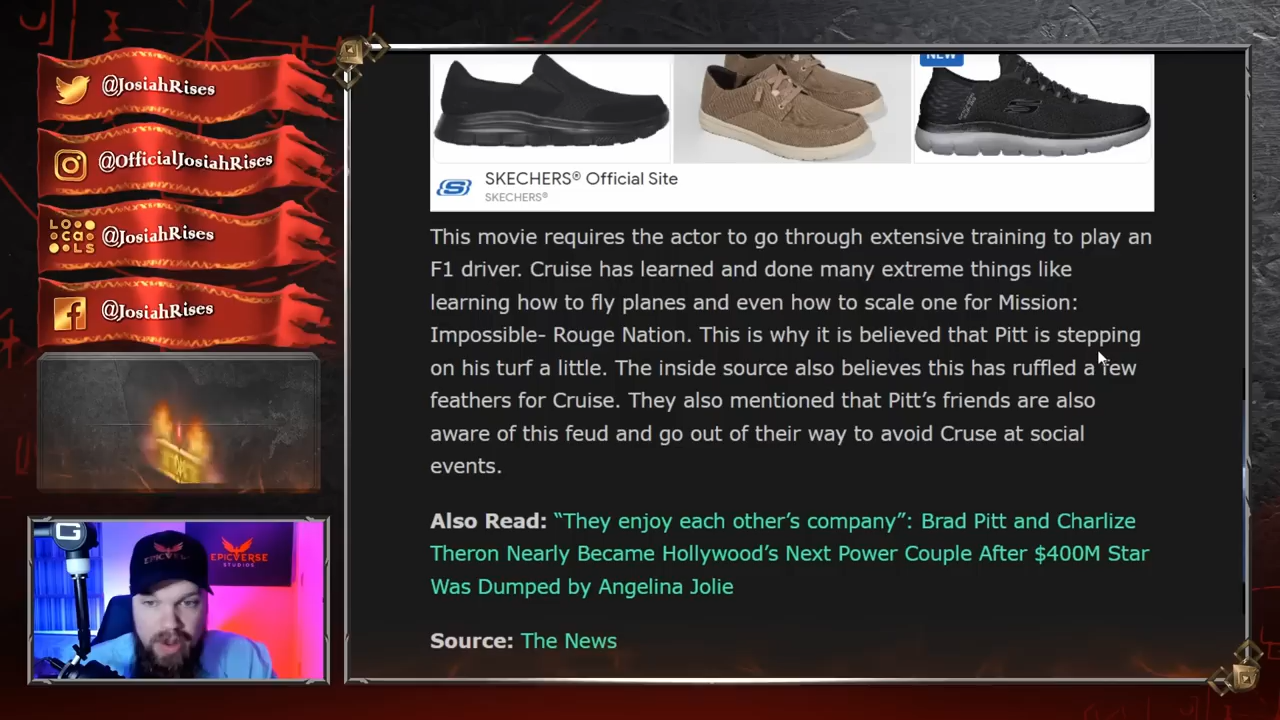 @JosiahRises
@OfficialJosiahRises
LOCALS
@JosiahRises
@JosiahRises
G
EPICVERSE
EPICVERSE
STUDIOS
NEW
SKECHERS® Official Site
SKECHERS®
This movie requires the actor to go through extensive training to play an
F1 driver. Cruise has learned and done many extreme things like
learning how to fly planes and even how to scale one for Mission:
Impossible- Rouge Nation. This is why it is believed that Pitt is stepping
on his turf a little. The inside source also believes this has ruffled a few
feathers for Cruise. They also mentioned that Pitt’s friends are also
aware of this feud and go out of their way to avoid Cruse at social
events.
Also Read: “They enjoy each other’s company”: Brad Pitt and Charlize
Theron Nearly Became Hollywood’s Next Power Couple After $400M Star
Was Dumped by Angelina Jolie
Source: The News